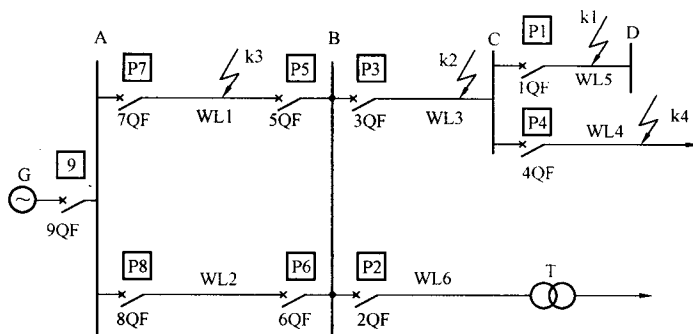 A
B
C
P1
k1
D
P7
k3
P5
P3
k2
1QF
WL5
7QF
WL1
5QF
3QF
WL3
P4
WL4
k4
4QF
G
9
~
9QF
P8
WL2
P6
P2
WL6
T
8QF
6QF
2QF